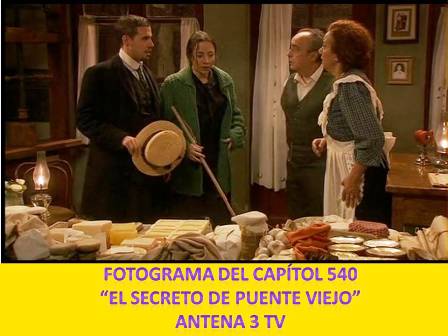 FOTOGRAMA DEL CAPÍTOL 540
“EL SECRETO DE PUENTE VIEJO”
ANTENA 3 TV